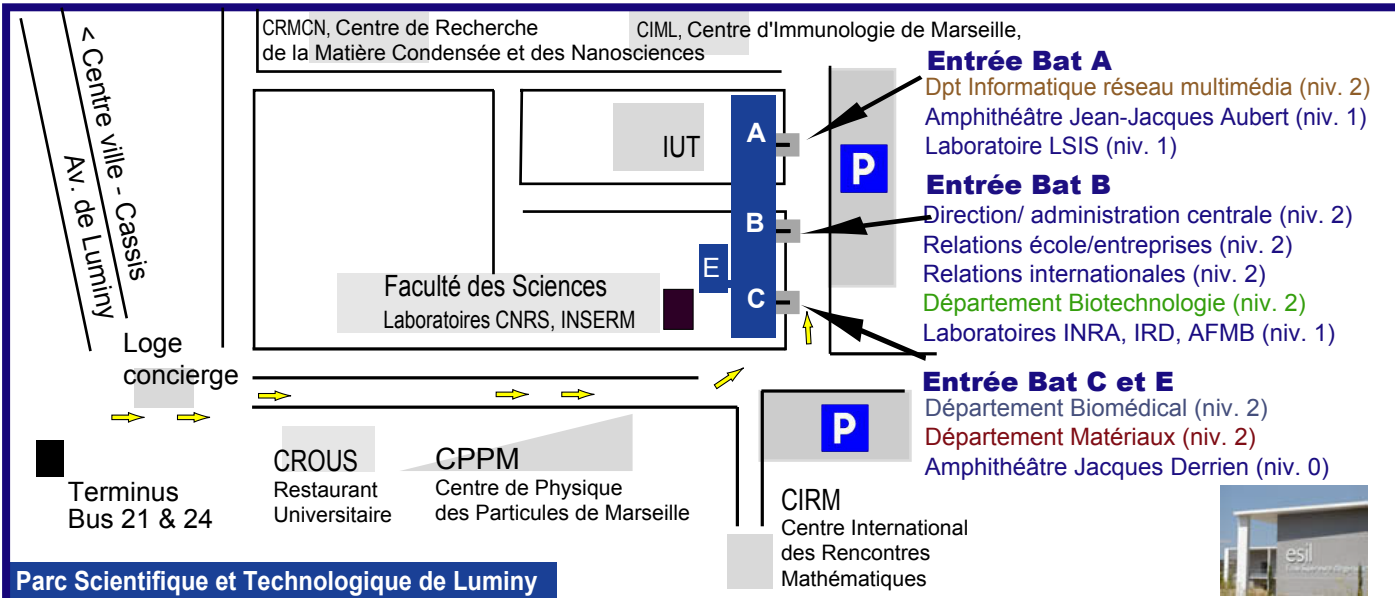 CRMCN, Centre de Recherche
de la Matière Condensée et des Nanosciences
CIML, Centre d'Immunologie de Marseille,
< Centre ville - Cassis
Av. de Luminy
IUT
A
B
C
E
P
Entrée Bat A
Dpt Informatique réseau multimédia (niv. 2)
Amphithéâtre Jean-Jacques Aubert (niv. 1)
Laboratoire LSIS (niv. 1)
Entrée Bat B
Direction/ administration centrale (niv. 2)
Relations école/entreprises (niv. 2)
Relations internationales (niv. 2)
Département Biotechnologie (niv. 2)
Laboratoires INRA, IRD, AFMB (niv. 1)
Entrée Bat C et E
Département Biomédical (niv. 2)
Département Matériaux (niv. 2)
Amphithéâtre Jacques Derrien (niv. 0)
Faculté des Sciences
Laboratoires CNRS, INSERM
Loge
concierge
P
Terminus
Bus 21 & 24
CROUS
Restaurant
Universitaire
CPPM
Centre de Physique
des Particules de Marseille
CIRM
Centre International
des Rencontres
Mathématiques
esil
Parc Scientifique et Technologique de Luminy